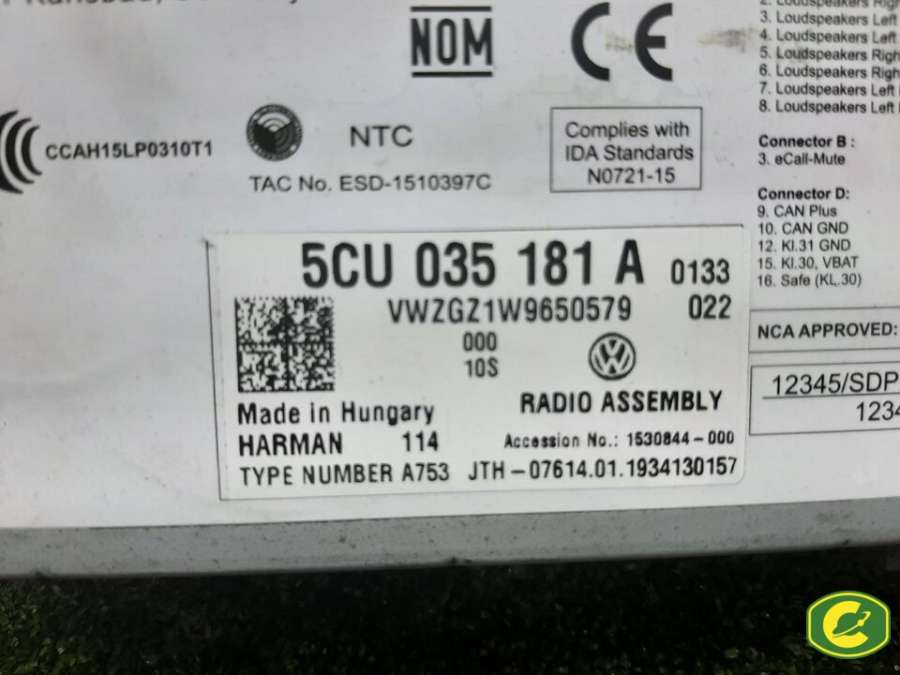 NOM CE
2. Loudspeakers Right
3. Loudspeakers Left
4. Loudspeakers Left
5. Loudspeakers Righ
6. Loudspeakers Righ
7. Loudspeakers Left
8. Loudspeakers Left
CCAH15LP0310T1
NTC
TAC No. ESD-1510397C
Complies with
IDA Standards
N0721-15
Connector B :
3. eCall-Mute
Connector D:
9. CAN Plus
10. CAN GND
12. Kl.31 GND
15. Kl.30, VBAT
16. Safe (KL.30)
NCA APPROVED:
12345/SDP
1234
5CU 035 181 A 0133
VWZGZ1W9650579 022
000
10S
RADIO ASSEMBLY
Made in Hungary
HARMAN 114
Accession No.: 1530844-000
TYPE NUMBER A753 JTH-07614.01.1934130157